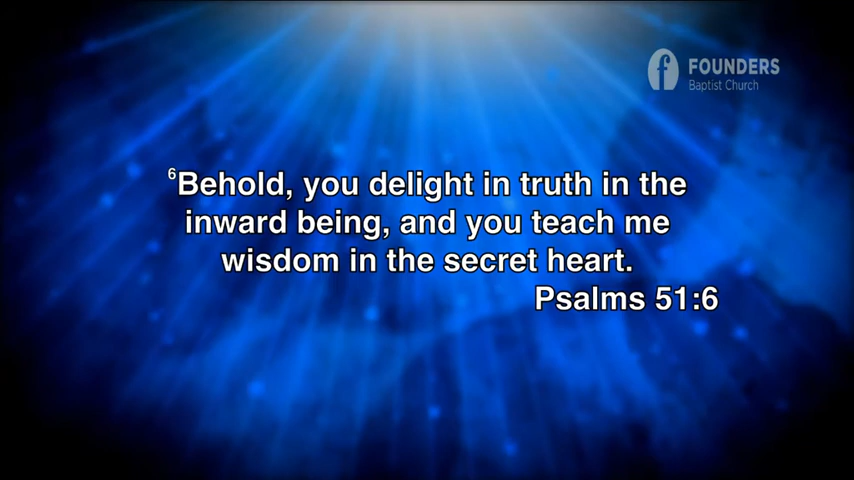 FOUNDERS
Baptist Church
⁶Behold, you delight in truth in the
inward being, and you teach me
wisdom in the secret heart.
Psalms 51:6